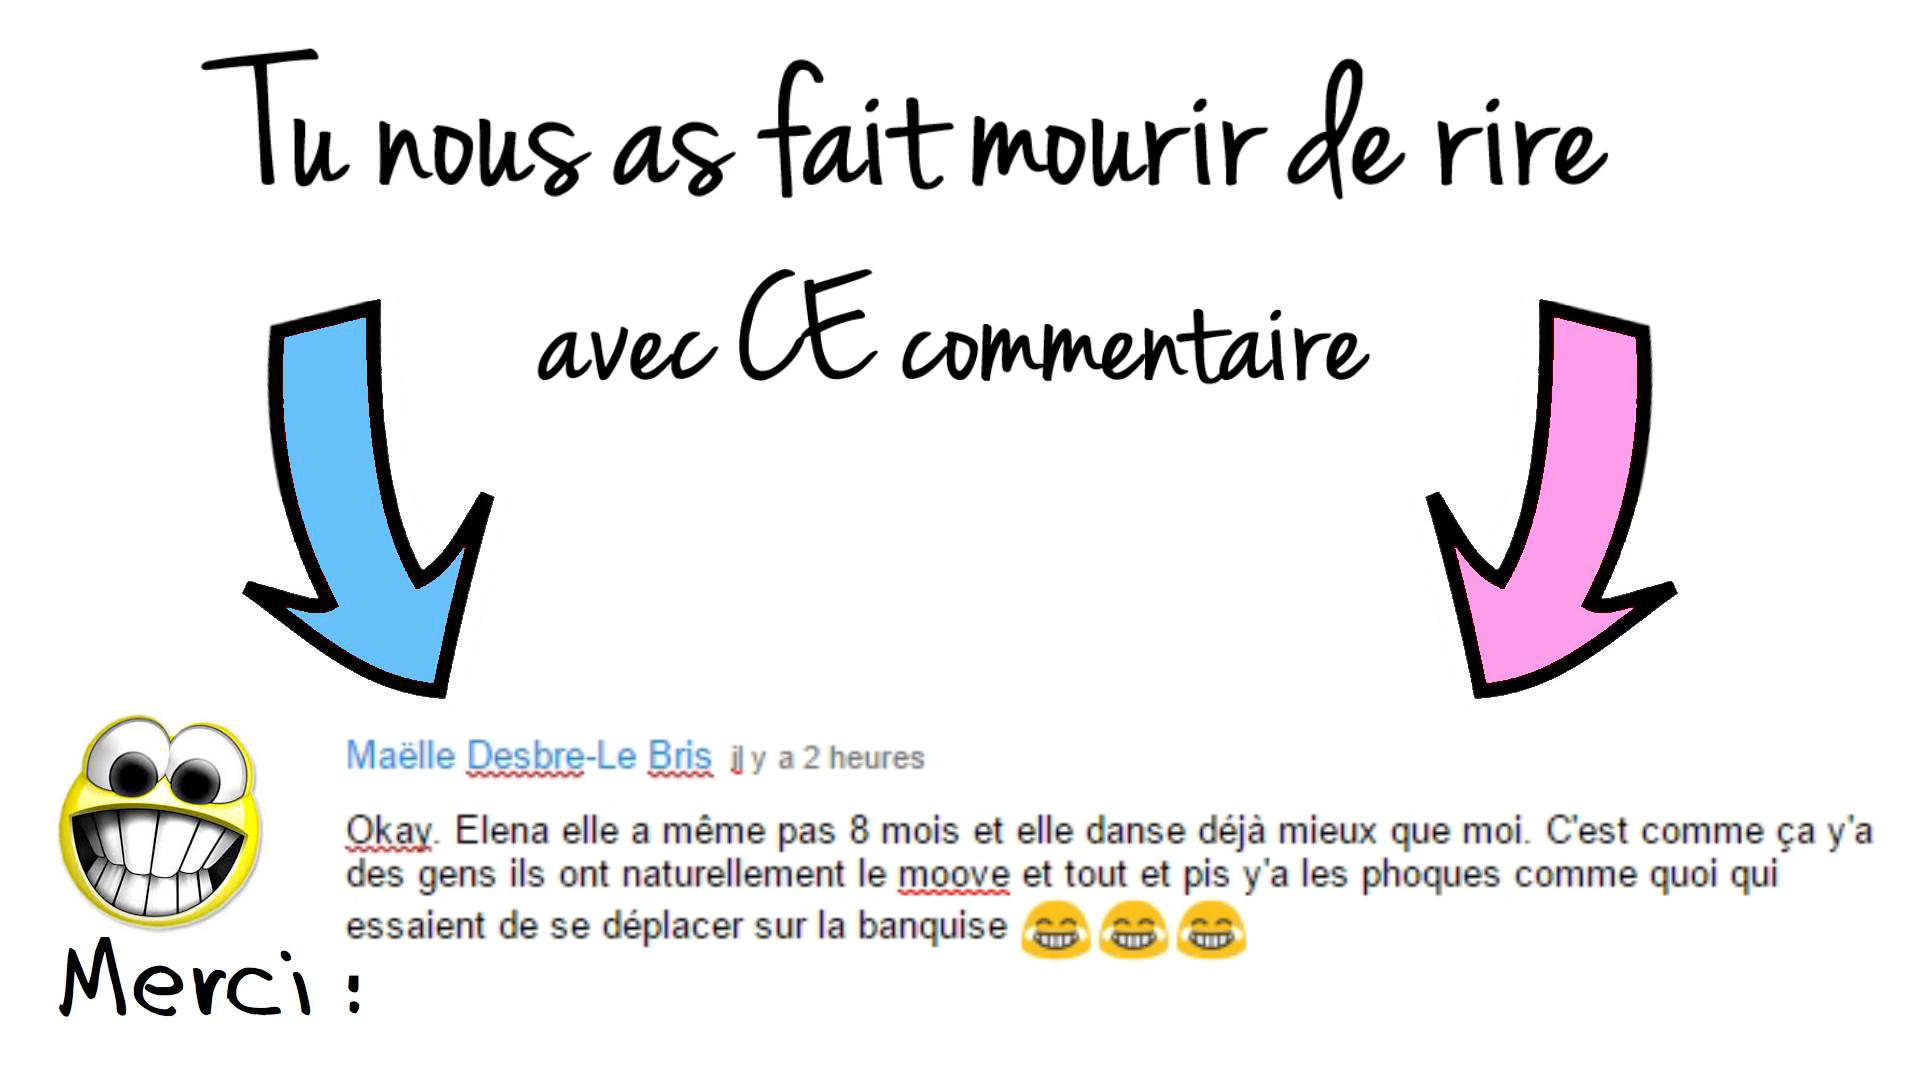 Tu nous as fait mourir de rire
avec CE commentaire
Maëlle Desbre-Le Bris il y a 2 heures
Okay. Elena elle a même pas 8 mois et elle danse déjà mieux que moi. C'est comme ça y'a
des gens ils ont naturellement le moove et tout et pis y'a les phoques comme quoi qui
essaient de se déplacer sur la banquise 😂😂😂
Merci :